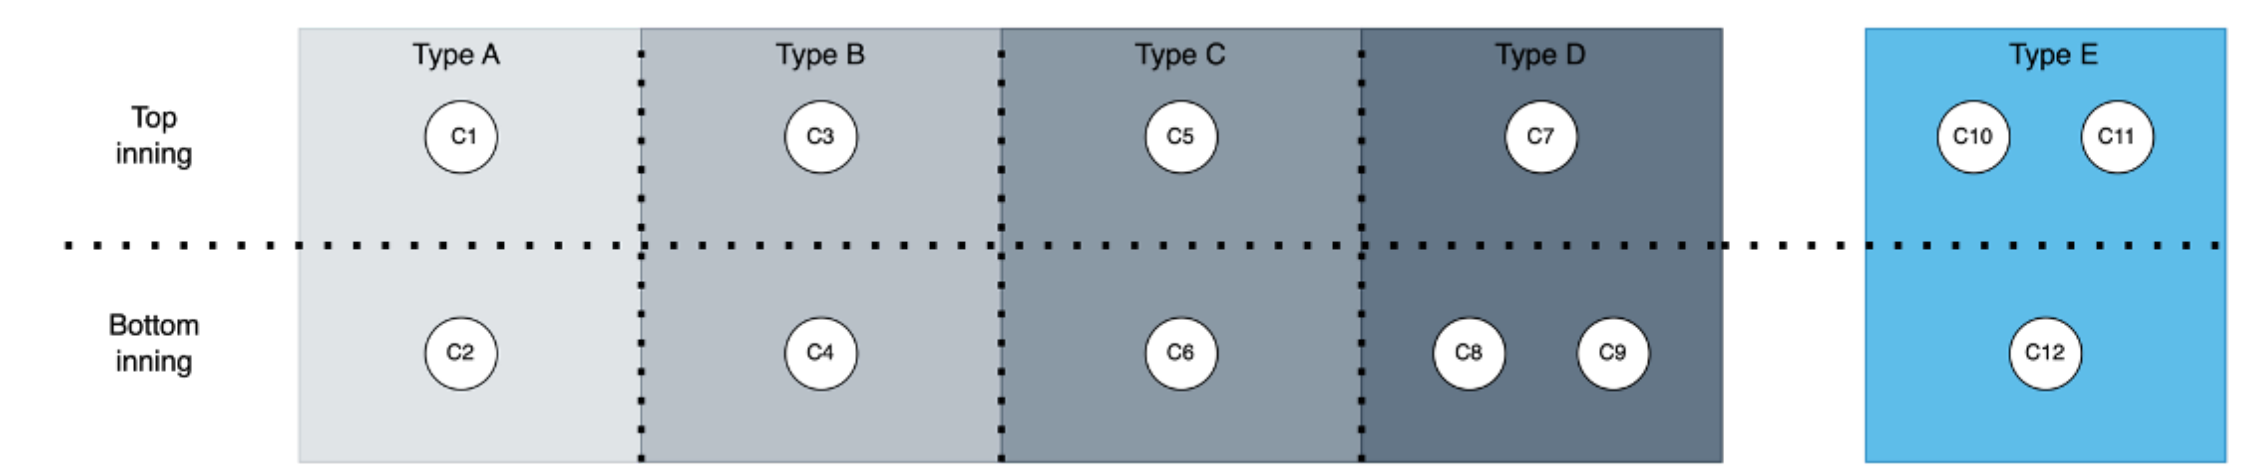 Type A
Type B
Type C
Type D
Type E
Top
inning
C1
C3
C5
C7
C10
C11
Bottom
inning
C2
C4
C6
C8
C9
C12